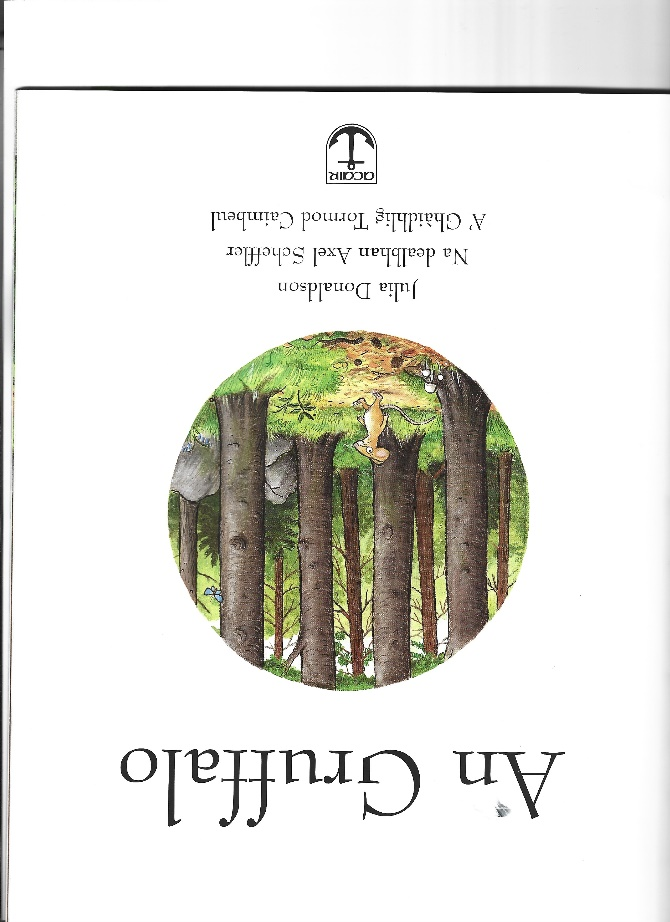 An Gruffalo
Julia Donaldson
Na dealbhan Axel Scheffler
A' Ghàidhlig Tormod Caimbeul
acair